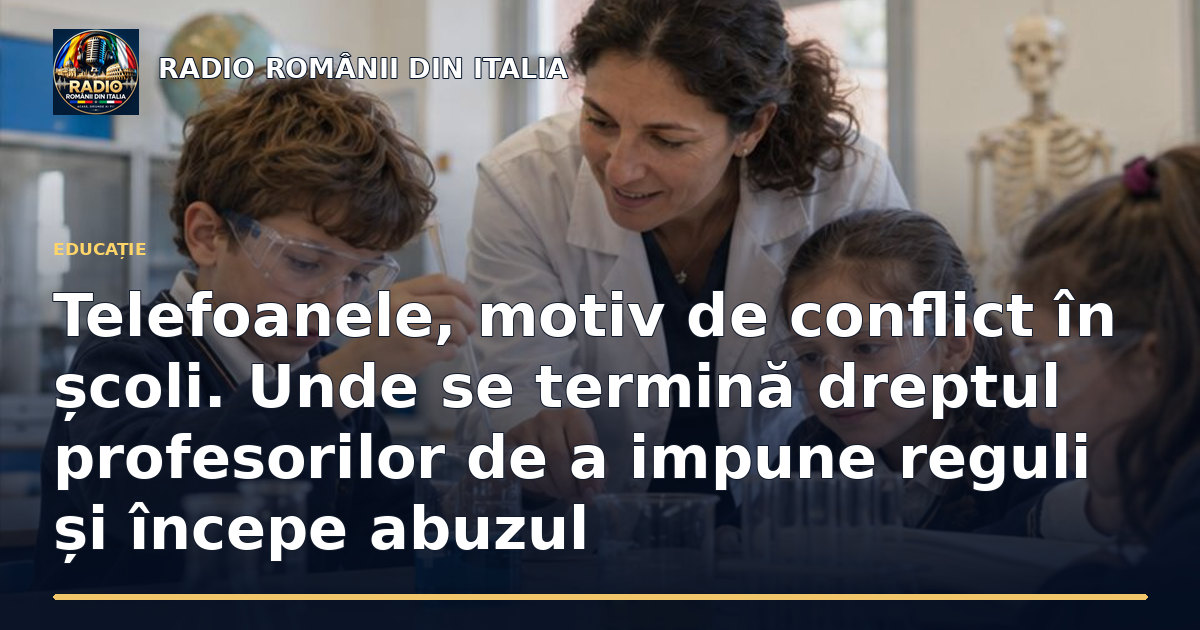 RADIO
ROMÂNII DIN ITALIA
RADIO ROMÂNII DIN ITALIA
EDUCAȚIE
Telefoanele, motiv de conflict în
școli. Unde se termină dreptul
profesorilor de a impune reguli
și începe abuzul